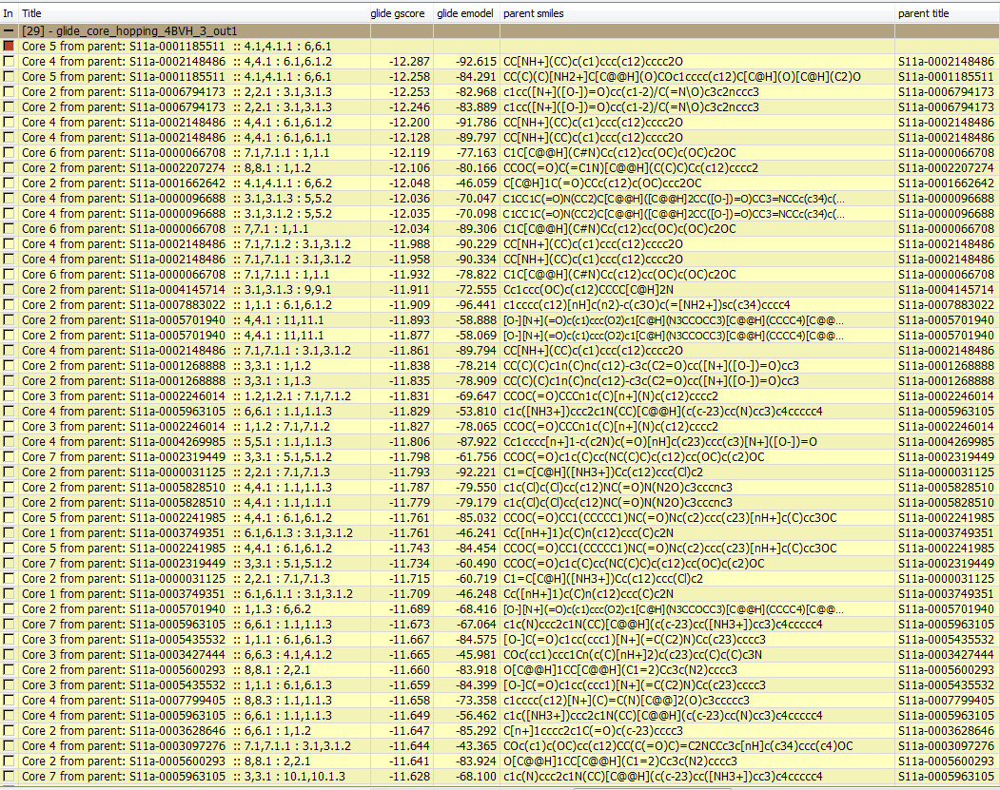 In Title glide gscore glide emodel parent smiles parent title
[29] - glide_core_hopping_4BVH_3_out1
Core 5 from parent: S11a-0001185511 :: 4.1,4.1.1 : 6,6.1
Core 4 from parent: S11a-0002148486 :: 4,4.1 : 6.1,6.1.2 -12.287 -92.615 CC[NH+](CC)c(c1)ccc(c12)cccc2O S11a-0002148486
Core 5 from parent: S11a-0001185511 :: 4.1,4.1.1 : 6,6.1 -12.258 -84.291 CC(C)(C)[NH2+]C[C@@H](O)COc1cccc(c12)C[C@H](O)[C@H](C2)O S11a-0001185511
Core 2 from parent: S11a-0006794173 :: 2,2.1 : 3.1,3.1.3 -12.253 -82.968 c1cc([N+]([O-])=O)cc(c1-2)/C(=N\O)c3c2nccc3 S11a-0006794173
Core 2 from parent: S11a-0006794173 :: 2,2.1 : 3.1,3.1.3 -12.246 -83.889 c1cc([N+]([O-])=O)cc(c1-2)/C(=N\O)c3c2nccc3 S11a-0006794173
Core 4 from parent: S11a-0002148486 :: 4,4.1 : 6.1,6.1.2 -12.200 -91.786 CC[NH+](CC)c(c1)ccc(c12)cccc2O S11a-0002148486
Core 4 from parent: S11a-0002148486 :: 4,4.1 : 6.1,6.1.1 -12.128 -89.797 CC[NH+](CC)c(c1)ccc(c12)cccc2O S11a-0002148486
Core 6 from parent: S11a-0000066708 :: 7.1,7.1.1 : 1,1.1 -12.119 -77.163 C1C[C@@H](C#N)Cc(c12)cc(OC)c(OC)c2OC S11a-0000066708
Core 2 from parent: S11a-0002207274 :: 8,8.1 : 1,1.2 -12.106 -80.166 CCOC(=O)C(=C1N)[C@@H](C(C)C)Cc(c12)cccc2 S11a-0002207274
Core 2 from parent: S11a-0001662642 :: 4.1,4.1.1 : 6,6.2 -12.048 -46.059 C[C@H]1C(=O)CCc(c12)c(OC)ccc2OC S11a-0001662642
Core 4 from parent: S11a-0000096688 :: 3.1,3.1.3 : 5,5.2 -12.036 -70.047 C1CC1C(=O)N(CC2)C[C@@H]([C@@H]2CC([O-])=O)CC3=NCCc(c34)c(... S11a-0000096688
Core 4 from parent: S11a-0000096688 :: 3.1,3.1.2 : 5,5.2 -12.035 -70.098 C1CC1C(=O)N(CC2)C[C@@H]([C@@H]2CC([O-])=O)CC3=NCCc(c34)c(... S11a-0000096688
Core 6 from parent: S11a-0000066708 :: 7,7.1 : 1,1.1 -12.034 -89.306 C1C[C@@H](C#N)Cc(c12)cc(OC)c(OC)c2OC S11a-0000066708
Core 4 from parent: S11a-0002148486 :: 7.1,7.1.2 : 3.1,3.1.2 -11.988 -90.229 CC[NH+](CC)c(c1)ccc(c12)cccc2O S11a-0002148486
Core 4 from parent: S11a-0002148486 :: 7.1,7.1.1 : 3.1,3.1.2 -11.958 -90.334 CC[NH+](CC)c(c1)ccc(c12)cccc2O S11a-0002148486
Core 6 from parent: S11a-0000066708 :: 7.1,7.1.1 : 1,1.1 -11.932 -78.822 C1C[C@@H](C#N)Cc(c12)cc(OC)c(OC)c2OC S11a-0000066708
Core 2 from parent: S11a-0004145714 :: 3.1,3.1.3 : 9,9.1 -11.911 -72.555 Cc1ccc(OC)c(c12)CCCC[C@H]2N S11a-0004145714
Core 2 from parent: S11a-0007883022 :: 1,1.1 : 6.1,6.1.2 -11.909 -96.441 c1cccc(c12)[nH]c(n2)-c(c3O)c(=[NH2+])sc(c34)cccc4 S11a-0007883022
Core 2 from parent: S11a-0005701940 :: 4,4.1 : 11,11.1 -11.893 -58.888 [O-][N+](=O)c(c1)ccc(O2)c1[C@H](N3CCOCC3)[C@@H](CCCC4)[C@@... S11a-0005701940
Core 2 from parent: S11a-0005701940 :: 4,4.1 : 11,11.1 -11.877 -58.069 [O-][N+](=O)c(c1)ccc(O2)c1[C@H](N3CCOCC3)[C@@H](CCCC4)[C@@... S11a-0005701940
Core 4 from parent: S11a-0002148486 :: 7.1,7.1.1 : 3.1,3.1.2 -11.861 -89.794 CC[NH+](CC)c(c1)ccc(c12)cccc2O S11a-0002148486
Core 2 from parent: S11a-0001268888 :: 3,3.1 : 1,1.2 -11.838 -78.214 CC(C)(C)c1n(C)nc(c12)-c3c(C2=O)cc([N+]([O-])=O)cc3 S11a-0001268888
Core 2 from parent: S11a-0001268888 :: 3,3.1 : 1,1.3 -11.835 -78.909 CC(C)(C)c1n(C)nc(c12)-c3c(C2=O)cc([N+]([O-])=O)cc3 S11a-0001268888
Core 3 from parent: S11a-0002246014 :: 1.2,1.2.1 : 7.1,7.1.2 -11.831 -69.647 CCOC(=O)CCCn1c(C)[n+](N)c(c12)cccc2 S11a-0002246014
Core 4 from parent: S11a-0005963105 :: 6,6.1 : 1.1,1.1.3 -11.829 -53.810 c1c([NH3+])ccc2c1N(CC)[C@@H](c(c-23)cc(N)cc3)c4ccccc4 S11a-0005963105
Core 3 from parent: S11a-0002246014 :: 1,1.2 : 7.1,7.1.2 -11.827 -78.065 CCOC(=O)CCCn1c(C)[n+](N)c(c12)cccc2 S11a-0002246014
Core 4 from parent: S11a-0004269985 :: 5,5.1 : 1.1,1.1.3 -11.806 -87.922 Cc1cccc[n+]1-c(c2N)c(=O)[nH]c(c23)ccc(c3)[N+]([O-])=O S11a-0004269985
Core 7 from parent: S11a-0002319449 :: 3,3.1 : 5.1,5.1.2 -11.798 -61.756 CCOC(=O)c1c(C)cc(NC(C)C)c(c12)cc(OC)c(c2)OC S11a-0002319449
Core 2 from parent: S11a-0000031125 :: 2,2.1 : 7.1,7.1.3 -11.793 -92.221 C1=C[C@H]([NH3+])Cc(c12)ccc(Cl)c2 S11a-0000031125
Core 2 from parent: S11a-0005828510 :: 4,4.1 : 1.1,1.1.3 -11.787 -79.550 c1c(Cl)c(Cl)cc(c12)NC(=O)N(N2O)c3cccnc3 S11a-0005828510
Core 2 from parent: S11a-0005828510 :: 4,4.1 : 1.1,1.1.1 -11.779 -79.179 c1c(Cl)c(Cl)cc(c12)NC(=O)N(N2O)c3cccnc3 S11a-0005828510
Core 5 from parent: S11a-0002241985 :: 4,4.1 : 6.1,6.1.2 -11.761 -85.032 CCOC(=O)CC1(CCCCC1)NC(=O)Nc(c2)ccc(c23)[nH+]c(C)cc3OC S11a-0002241985
Core 1 from parent: S11a-0003749351 :: 6.1,6.1.3 : 3.1,3.1.2 -11.761 -46.241 Cc([nH+]1)c(C)n(c12)ccc(C)c2N S11a-0003749351
Core 5 from parent: S11a-0002241985 :: 4,4.1 : 6.1,6.1.2 -11.743 -84.454 CCOC(=O)CC1(CCCCC1)NC(=O)Nc(c2)ccc(c23)[nH+]c(C)cc3OC S11a-0002241985
Core 7 from parent: S11a-0002319449 :: 3,3.1 : 5.1,5.1.2 -11.734 -60.490 CCOC(=O)c1c(C)cc(NC(C)C)c(c12)cc(OC)c(c2)OC S11a-0002319449
Core 2 from parent: S11a-0000031125 :: 2,2.1 : 7.1,7.1.3 -11.715 -60.719 C1=C[C@H]([NH3+])Cc(c12)ccc(Cl)c2 S11a-0000031125
Core 1 from parent: S11a-0003749351 :: 6.1,6.1.1 : 3.1,3.1.2 -11.709 -46.248 Cc([nH+]1)c(C)n(c12)ccc(C)c2N S11a-0003749351
Core 2 from parent: S11a-0005701940 :: 1,1.3 : 6,6.2 -11.689 -68.416 [O-][N+](=O)c(c1)ccc(O2)c1[C@H](N3CCOCC3)[C@@H](CCCC4)[C@@... S11a-0005701940
Core 7 from parent: S11a-0005963105 :: 6,6.1 : 1.1,1.1.3 -11.673 -67.064 c1c(N)ccc2c1N(CC)[C@@H](c(c-23)cc([NH3+])cc3)c4ccccc4 S11a-0005963105
Core 3 from parent: S11a-0005435532 :: 1,1.1 : 6.1,6.1.3 -11.667 -84.575 [O-]C(=O)c1cc(ccc1)[N+](=C(C2)N)Cc(c23)cccc3 S11a-0005435532
Core 3 from parent: S11a-0003427444 :: 6,6.3 : 4.1,4.1.2 -11.665 -45.981 COc(cc1)ccc1Cn(c(C)[nH+]2)c(c23)cc(C)c(C)c3N S11a-0003427444
Core 2 from parent: S11a-0005600293 :: 8,8.1 : 2,2.1 -11.660 -83.918 O[C@@H]1CC[C@@H](C1=2)Cc3c(N2)cccc3 S11a-0005600293
Core 3 from parent: S11a-0005435532 :: 1,1.1 : 6.1,6.1.3 -11.659 -84.399 [O-]C(=O)c1cc(ccc1)[N+](=C(C2)N)Cc(c23)cccc3 S11a-0005435532
Core 4 from parent: S11a-0007799405 :: 8,8.3 : 1.1,1.1.3 -11.658 -73.358 c1cccc(c12)[N+](C)=C(N)[C@@]2(O)c3ccccc3 S11a-0007799405
Core 4 from parent: S11a-0005963105 :: 6,6.1 : 1.1,1.1.3 -11.649 -56.462 c1c([NH3+])ccc2c1N(CC)[C@@H](c(c-23)cc(N)cc3)c4ccccc4 S11a-0005963105
Core 2 from parent: S11a-0003628646 :: 6,6.1 : 1,1.2 -11.647 -85.292 C[n+]1cccc2c1C(=O)c(c-23)cccc3 S11a-0003628646
Core 4 from parent: S11a-0003097276 :: 7.1,7.1.1 : 3.1,3.1.2 -11.644 -43.365 COc(c1)c(OC)cc(c12)CC(C(=O)C)=C2NCCc3c[nH]c(c34)ccc(c4)OC S11a-0003097276
Core 2 from parent: S11a-0005600293 :: 8,8.1 : 2,2.1 -11.641 -83.924 O[C@@H]1CC[C@@H](C1=2)Cc3c(N2)cccc3 S11a-0005600293
Core 7 from parent: S11a-0005963105 :: 3,3.1 : 10.1,10.1.3 -11.628 -68.100 c1c(N)ccc2c1N(CC)[C@@H](c(c-23)cc([NH3+])cc3)c4ccccc4 S11a-0005963105